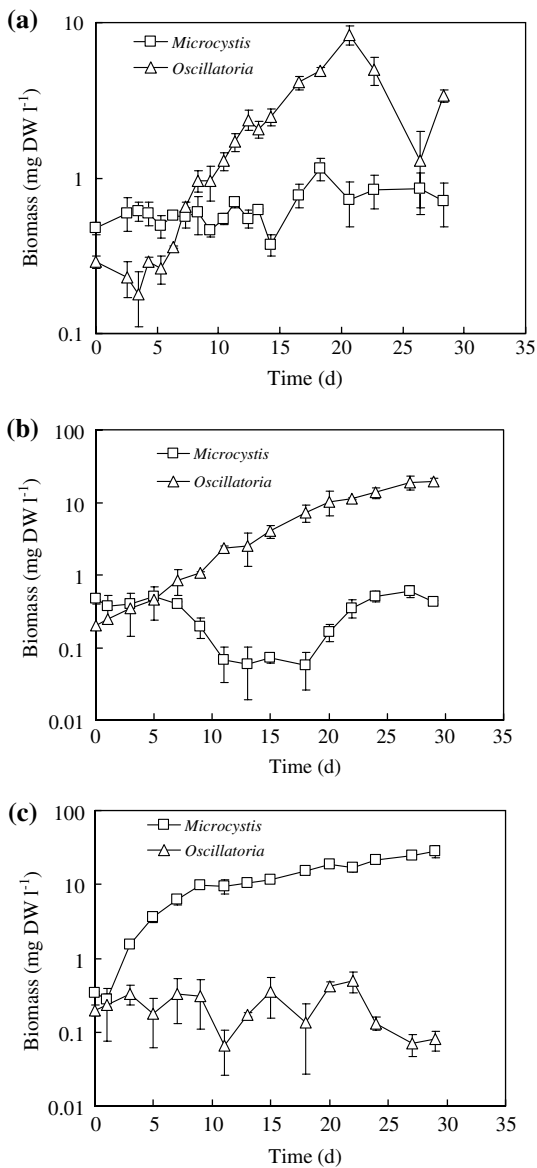 (a)
Biomass (mg DW l-1)
10
1
0.1
Microcystis
Oscillatoria
0 5 10 15 20 25 30 35
Time (d)
(b)
Biomass (mg DW l-1)
100
10
1
0.1
0.01
Microcystis
Oscillatoria
0 5 10 15 20 25 30 35
Time (d)
(c)
Biomass (mg DW l-1)
100
10
1
0.1
0.01
Microcystis
Oscillatoria
0 5 10 15 20 25 30 35
Time (d)